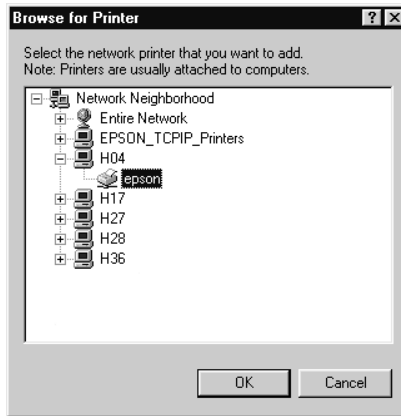 Browse for Printer
Select the network printer that you want to add.
Note: Printers are usually attached to computers.
Network Neighborhood
Entire Network
EPSON_TCPIP_Printers
H04
epson
H17
H27
H28
H36
OK Cancel